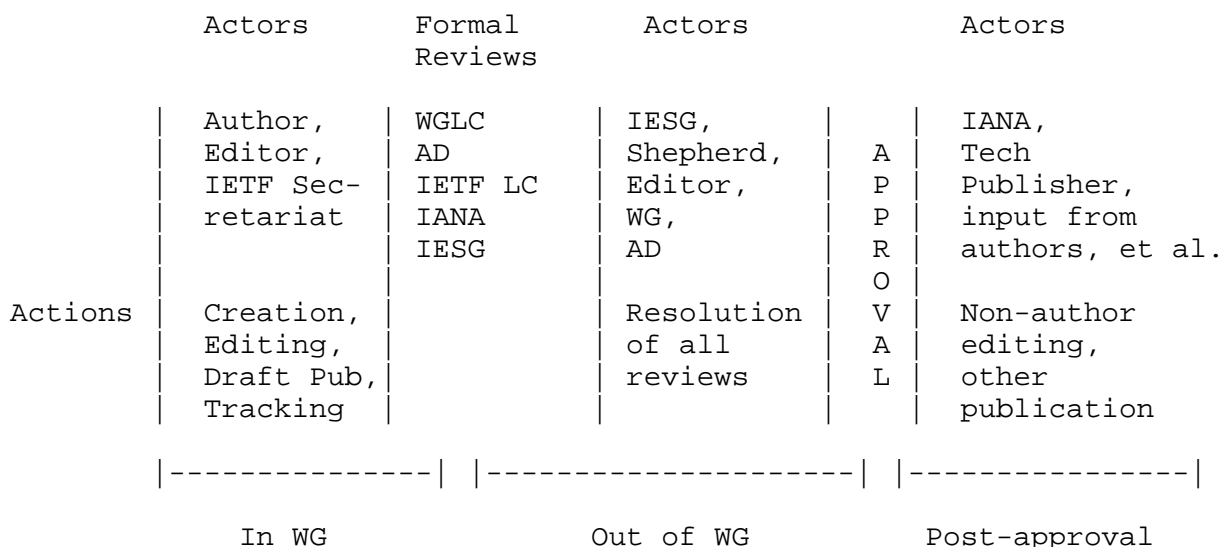 Actors       Formal        Actors              Actors
                         Reviews

         |  Author,    | WGLC        | IESG,       |   |  IANA,
         |  Editor,    | AD          | Shepherd,   | A |  Tech
         |  IETF Sec-  | IETF LC     | Editor,     | P |  Publisher,
         |  retariat   | IANA        | WG,         | P |  input from
         |             | IESG        | AD          | R |  authors, et al.
         |             |             |             | O |
Actions  |  Creation,  |             | Resolution  | V |  Non-author
         |  Editing,   |             | of all      | A |  editing,
         |  Draft Pub, |             | reviews     | L |  other
         |  Tracking   |             |             |   |  publication

         |---------------| |---------------------| |----------------|

              In WG                Out of WG          Post-approval